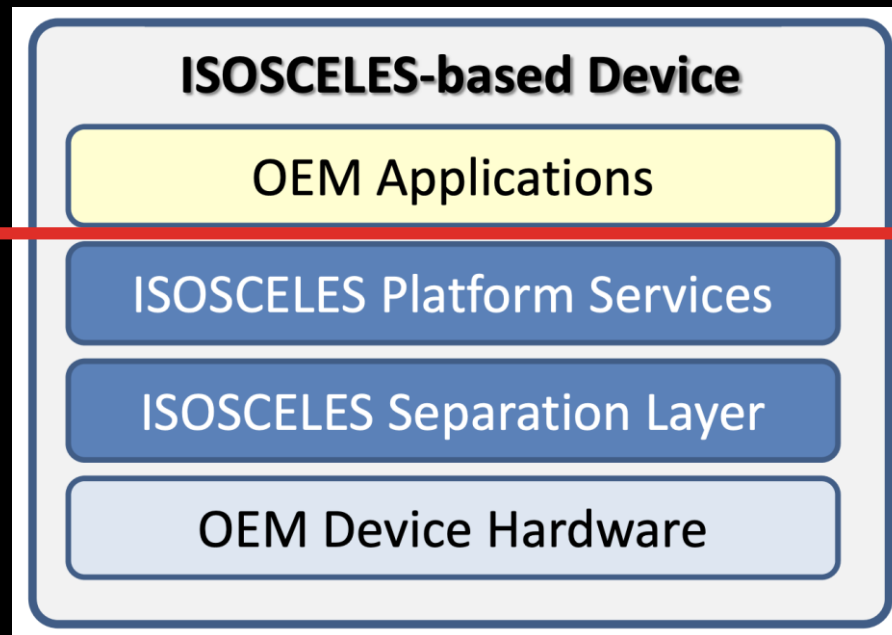 ISOSCELES-based Device
OEM Applications
ISOSCELES Platform Services
ISOSCELES Separation Layer
OEM Device Hardware